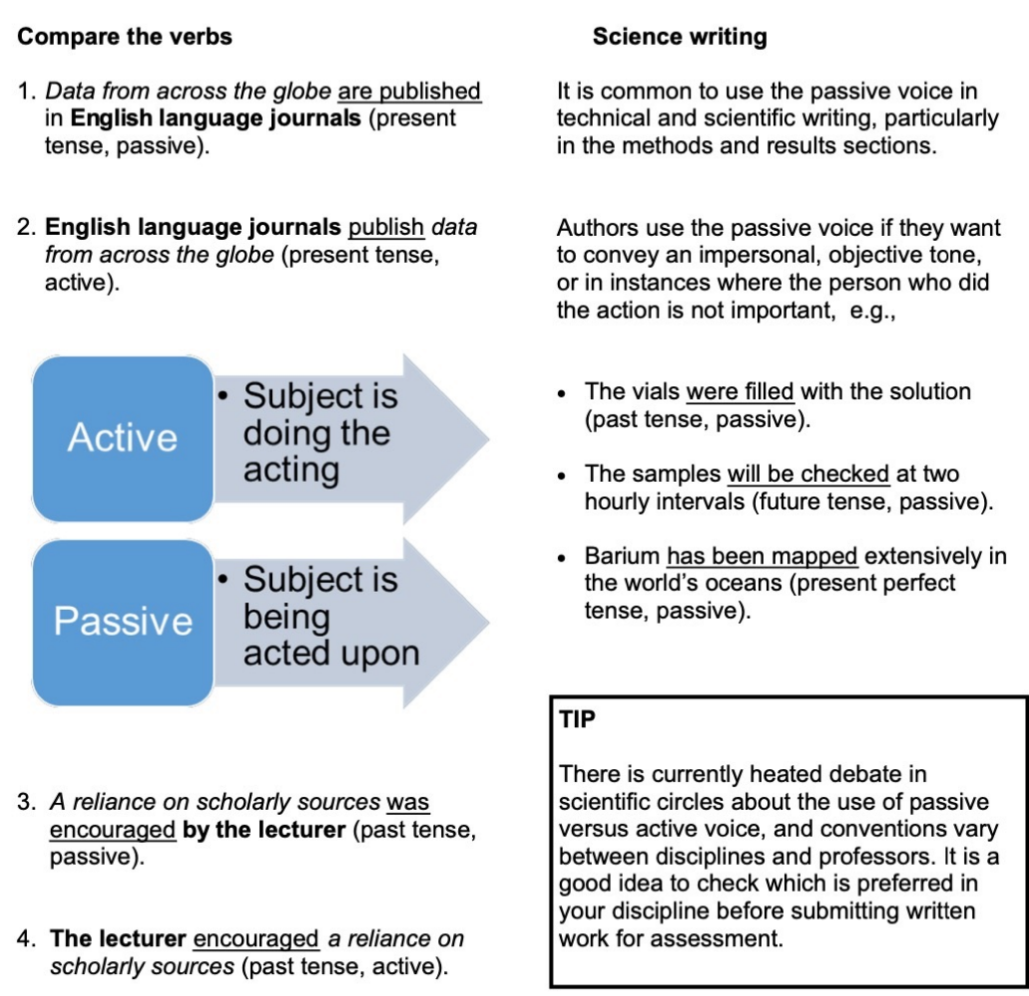 Compare the verbs
1. Data from across the globe are published
in English language journals (present
tense, passive).
2. English language journals publish data
from across the globe (present tense,
active).
Active
• Subject is
doing the
acting
Passive
• Subject is
being
acted upon
3. A reliance on scholarly sources was
encouraged by the lecturer (past tense,
passive).
4. The lecturer encouraged a reliance on
scholarly sources (past tense, active).
Science writing
It is common to use the passive voice in
technical and scientific writing, particularly
in the methods and results sections.
Authors use the passive voice if they want
to convey an impersonal, objective tone,
or in instances where the person who did
the action is not important, e.g.,
• The vials were filled with the solution
(past tense, passive).
• The samples will be checked at two
hourly intervals (future tense, passive).
• Barium has been mapped extensively in
the world's oceans (present perfect
tense, passive).
TIP
There is currently heated debate in
scientific circles about the use of passive
versus active voice, and conventions vary
between disciplines and professors. It is a
good idea to check which is preferred in
your discipline before submitting written
work for assessment.